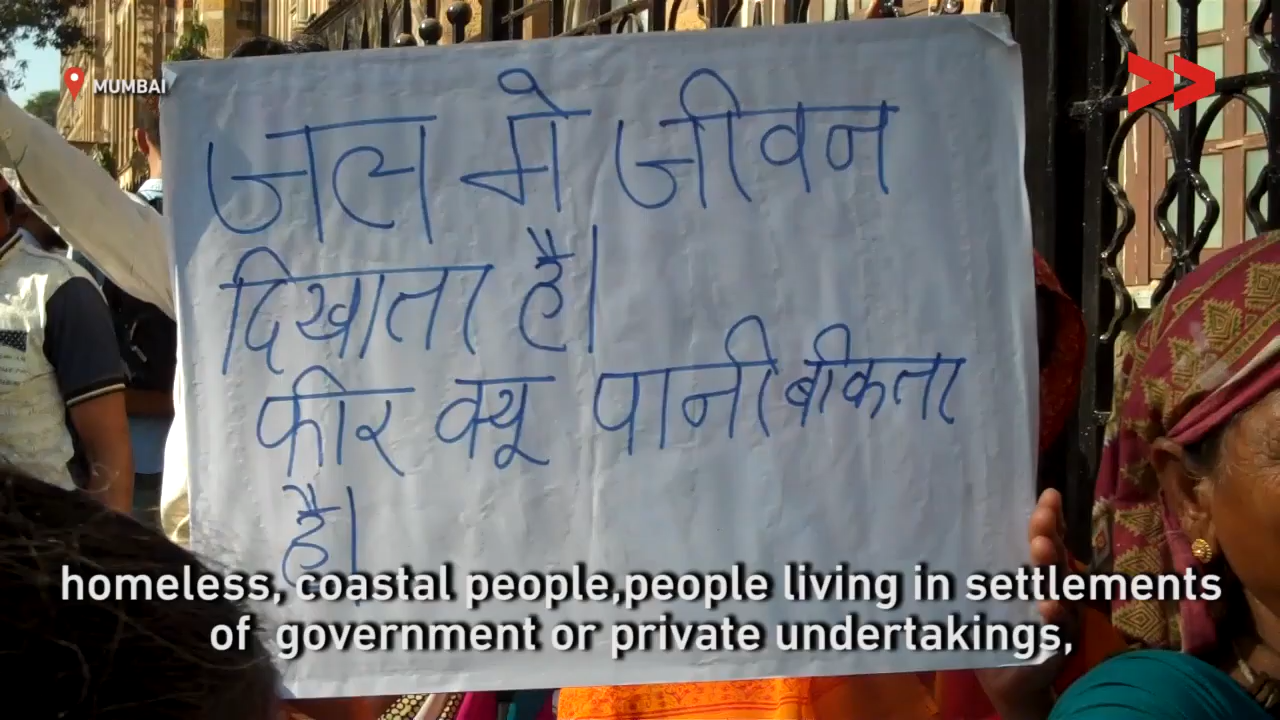 MUMBAI
जल मे जीवन
दिखाता है।
फीर क्यू पानी बीकता
है।
homeless, coastal people,people living in settlements
of government or private undertakings,